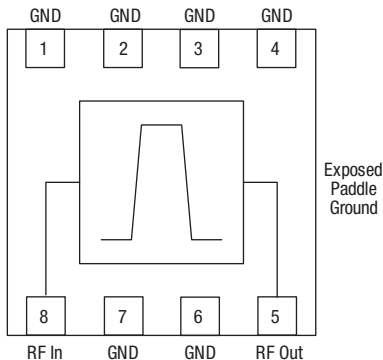 GND GND GND GND
1 2 3 4
Exposed
Paddle
Ground
8 7 6 5
RF In GND GND RF Out